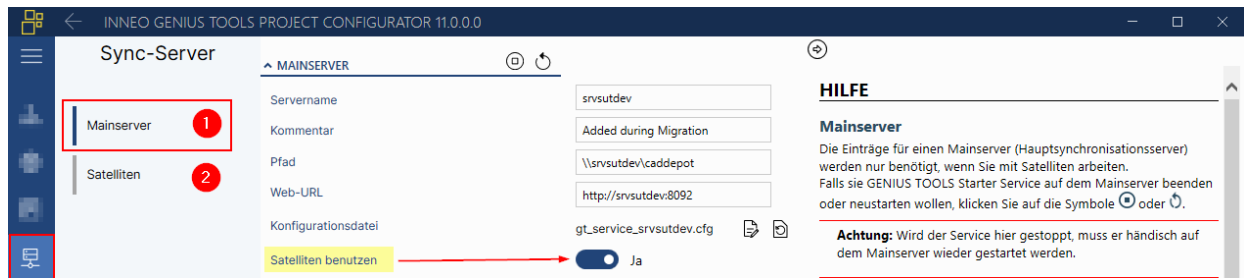 INNEO GENIUS TOOLS PROJECT CONFIGURATOR 11.0.0.0
Sync-Server
Mainserver 1
Satelliten 2
MAINSERVER
Servername srvsutdev
Kommentar Added during Migration
Pfad \\srvsutdev\caddepot
Web-URL http://srvsutdev:8092
Konfigurationsdatei gt_service_srvsutdev.cfg
Satelliten benutzen Ja
HILFE
Mainserver
Die Einträge für einen Mainserver (Hauptsynchronisationsserver)
werden nur benötigt, wenn Sie mit Satelliten arbeiten.
Falls sie GENIUS TOOLS Starter Service auf dem Mainserver beenden
oder neustarten wollen, klicken Sie auf die Symbole oder .
Achtung: Wird der Service hier gestoppt, muss er händisch auf
dem Mainserver wieder gestartet werden.